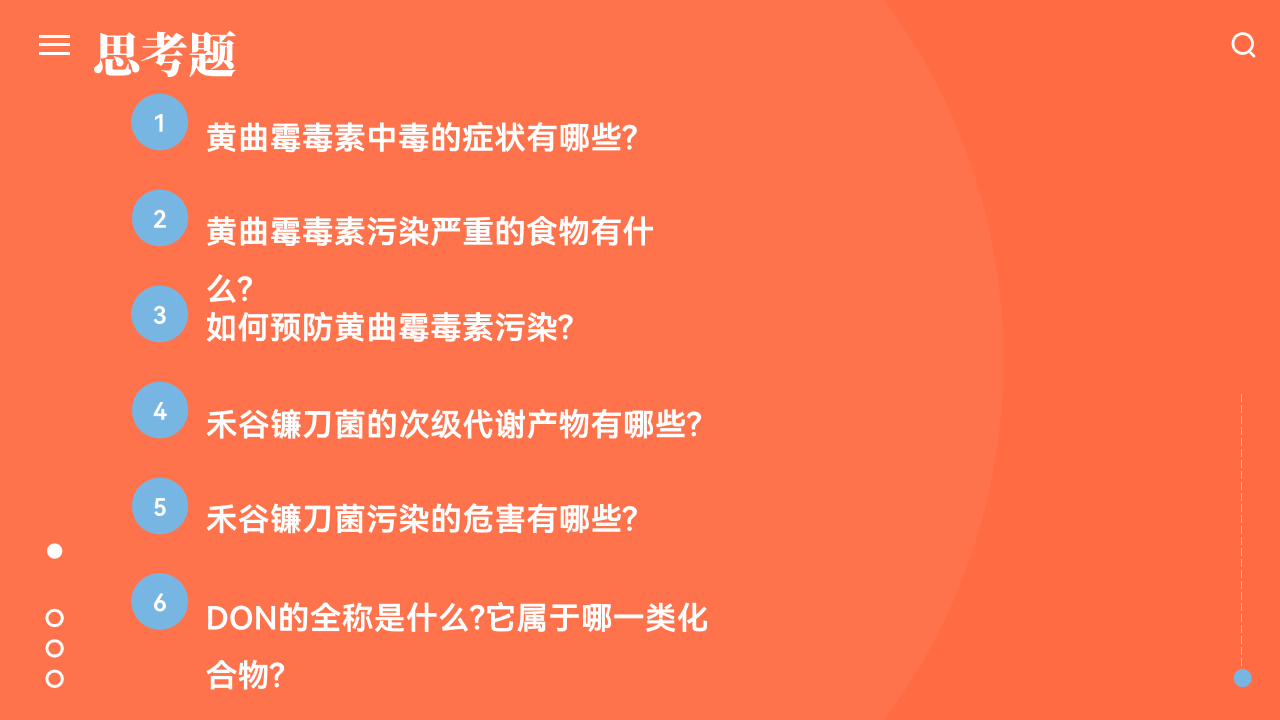 思考题
1
黄曲霉毒素中毒的症状有哪些?
2
黄曲霉毒素污染严重的食物有什
么?
3
如何预防黄曲霉毒素污染?
4
禾谷镰刀菌的次级代谢产物有哪些?
5
禾谷镰刀菌污染的危害有哪些?
6
DON的全称是什么?它属于哪一类化
合物?